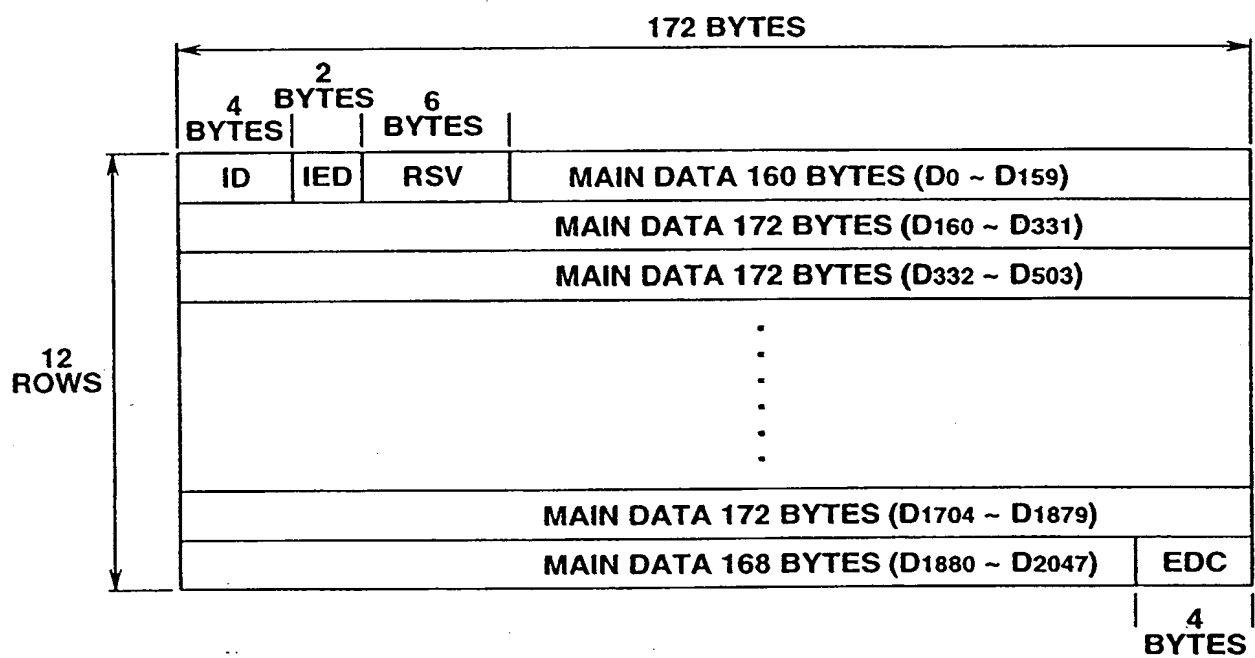 172 BYTES
2
4 BYTES 6
BYTES BYTES
ID IED RSV MAIN DATA 160 BYTES (D0 ~ D159)
MAIN DATA 172 BYTES (D160 ~ D331)
MAIN DATA 172 BYTES (D332 ~ D503)
12
ROWS
MAIN DATA 172 BYTES (D1704 ~ D1879)
MAIN DATA 168 BYTES (D1880 ~ D2047) EDC
4
BYTES